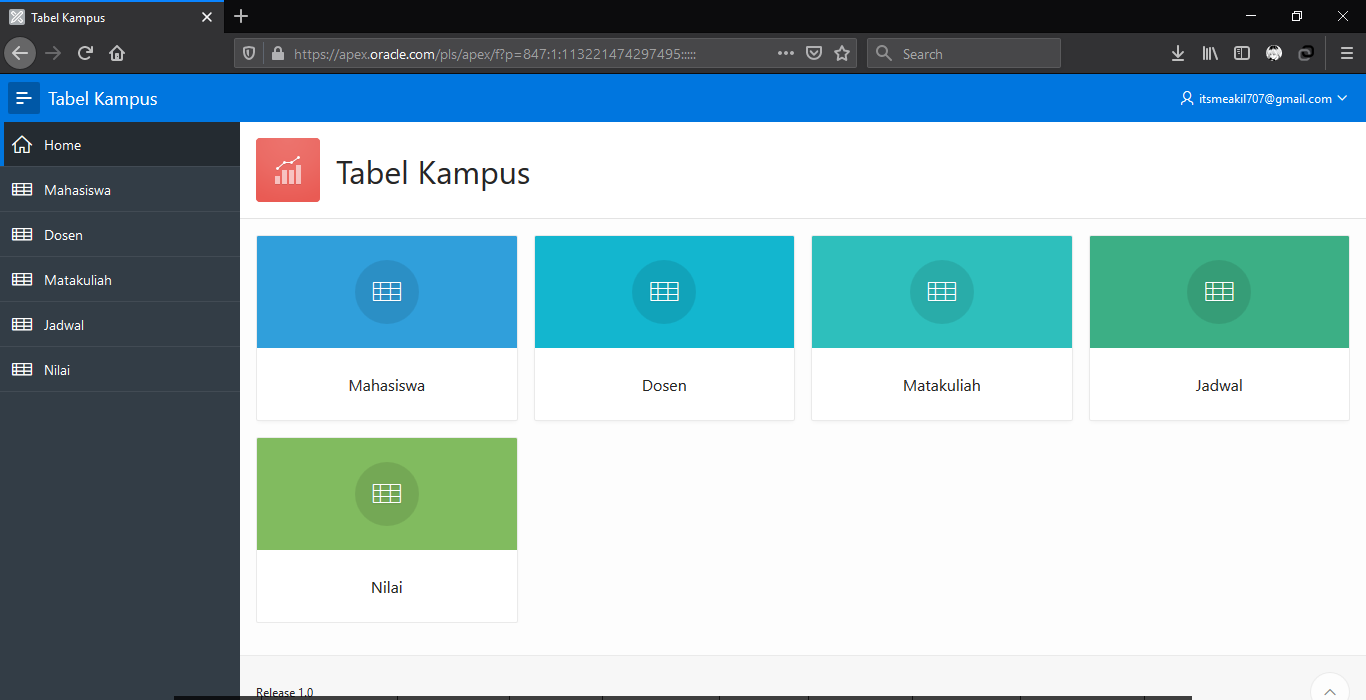 Tabel Kampus
https://apex.oracle.com/pls/apex/f?p=847:1:113221474297495:::::
Search
Tabel Kampus
itsmeakil707@gmail.com
Home
Mahasiswa
Dosen
Matakuliah
Jadwal
Nilai
Tabel Kampus
Mahasiswa
Dosen
Matakuliah
Jadwal
Nilai
Release 1.0